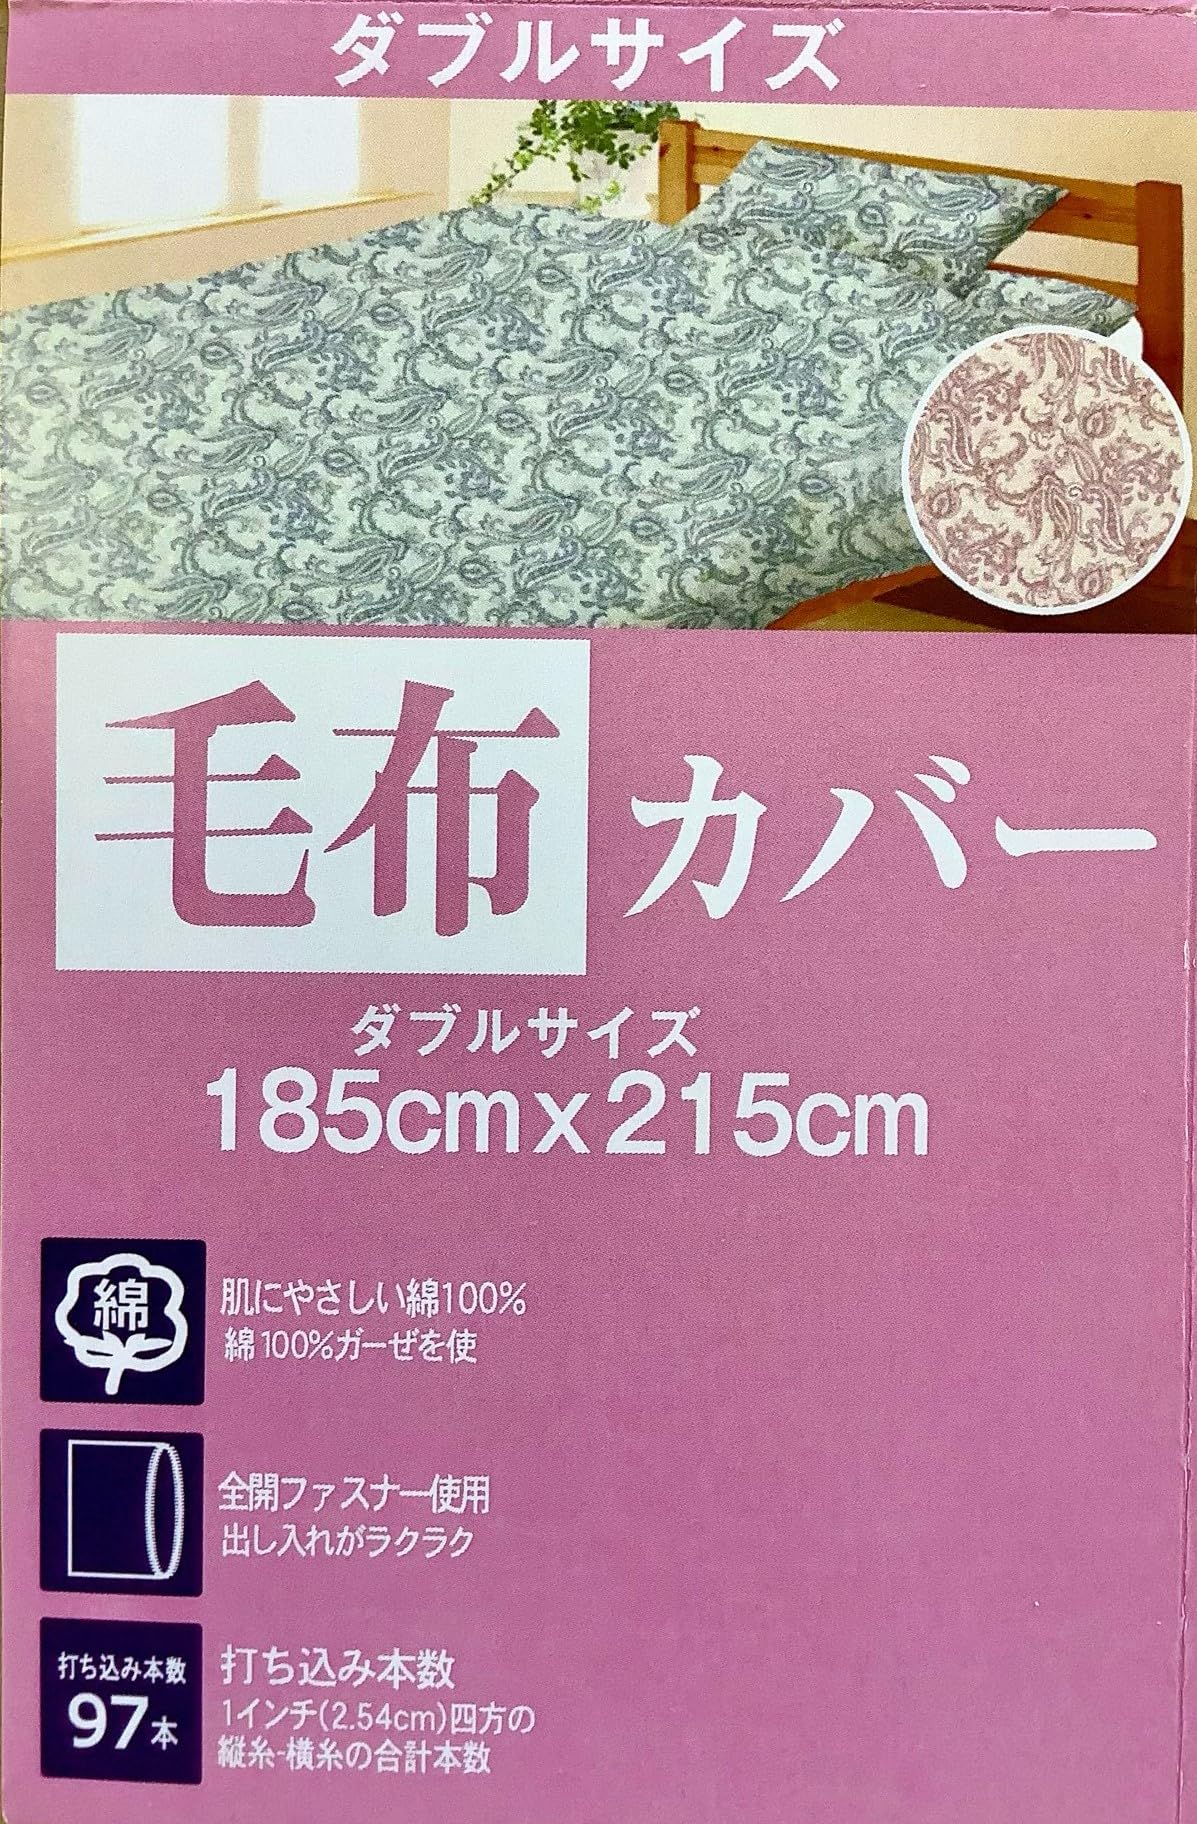 ダブルサイズ
毛布 カバー
ダブルサイズ
185cmx215cm
綿
肌にやさしい綿100%
綿100%ガーぜを使
全開ファスナー使用
出し入れがラクラク
打ち込み本数
97本
打ち込み本数
1インチ(2.54cm)四方の
縦糸-横糸の合計本数